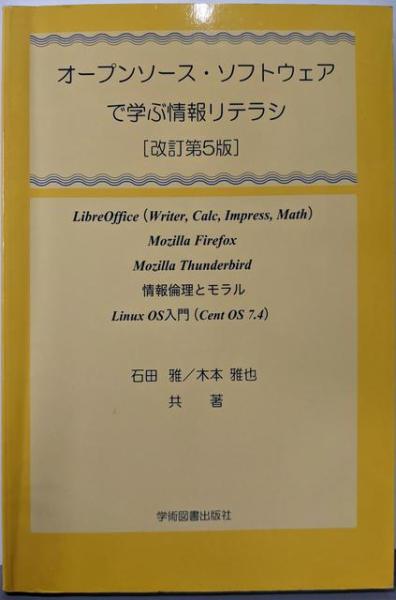 オープンソース・ソフトウェア
で学ぶ情報リテラシ
[改訂第5版]
LibreOffice (Writer, Calc, Impress, Math)
Mozilla Firefox
Mozilla Thunderbird
情報倫理とモラル
Linux OS入門 (Cent OS 7.4)
石田 雅/木本 雅也
共 著
学術図書出版社